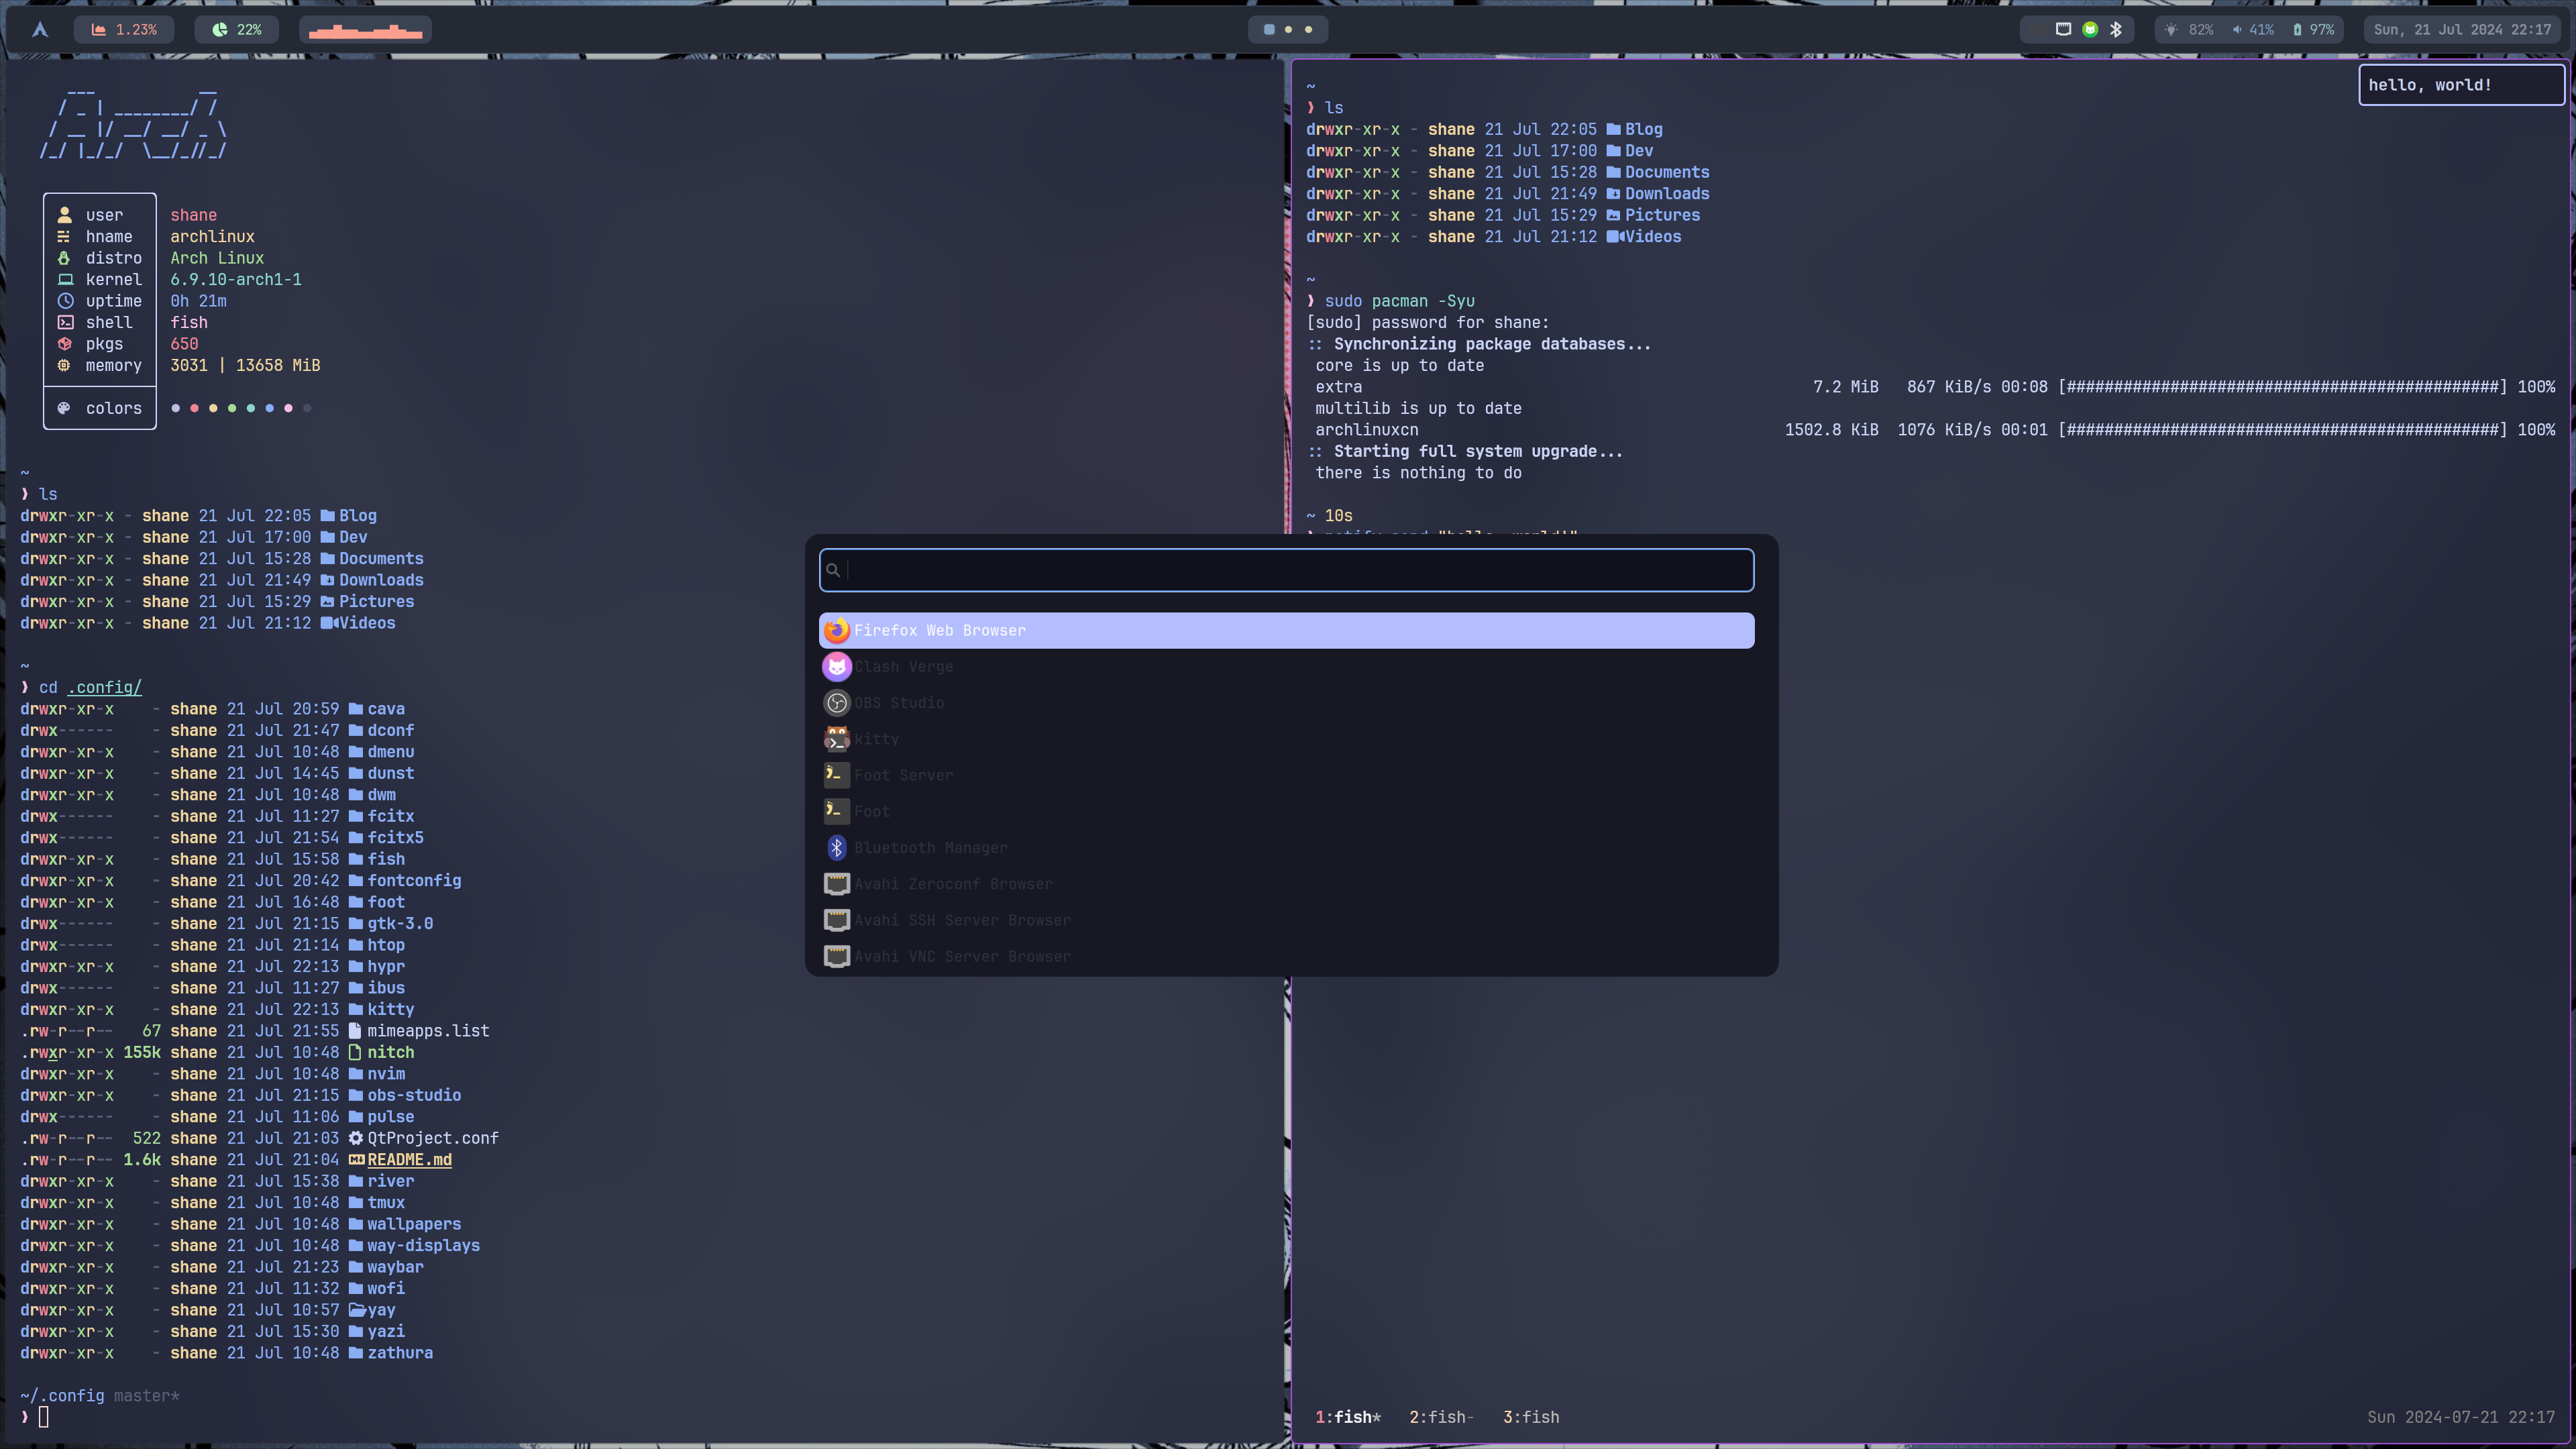 1.23% 22% 82% 41% 97% Sun, 21 Jul 2024 22:17
user shane
hname archlinux
distro Arch Linux
kernel 6.9.10-arch1-1
uptime 0h 21m
shell fish
pkgs 650
memory 3031 | 13658 MiB
colors
~
❯ ls
drwxr-xr-x - shane 21 Jul 22:05 Blog
drwxr-xr-x - shane 21 Jul 17:00 Dev
drwxr-xr-x - shane 21 Jul 15:28 Documents
drwxr-xr-x - shane 21 Jul 21:49 Downloads
drwxr-xr-x - shane 21 Jul 15:29 Pictures
drwxr-xr-x - shane 21 Jul 21:12 Videos
~
❯ cd .config/
drwxr-xr-x - shane 21 Jul 20:59 cava
drwx------ - shane 21 Jul 21:47 dconf
drwxr-xr-x - shane 21 Jul 10:48 dmenu
drwxr-xr-x - shane 21 Jul 14:45 dunst
drwxr-xr-x - shane 21 Jul 10:48 dwm
drwx------ - shane 21 Jul 11:27 fcitx
drwx------ - shane 21 Jul 21:54 fcitx5
drwxr-xr-x - shane 21 Jul 15:58 fish
drwxr-xr-x - shane 21 Jul 20:42 fontconfig
drwxr-xr-x - shane 21 Jul 16:48 foot
drwx------ - shane 21 Jul 21:15 gtk-3.0
drwx------ - shane 21 Jul 21:14 htop
drwxr-xr-x - shane 21 Jul 22:13 hypr
drwx------ - shane 21 Jul 11:27 ibus
drwxr-xr-x - shane 21 Jul 22:13 kitty
.rw-r--r-- 67 shane 21 Jul 21:55 mimeapps.list
.rwxr-xr-x 155k shane 21 Jul 10:48 nitch
drwxr-xr-x - shane 21 Jul 10:48 nvim
drwxr-xr-x - shane 21 Jul 21:15 obs-studio
drwx------ - shane 21 Jul 11:06 pulse
.rw-r--r-- 522 shane 21 Jul 21:03 QtProject.conf
.rw-r--r-- 1.6k shane 21 Jul 21:04 README.md
drwxr-xr-x - shane 21 Jul 15:38 river
drwxr-xr-x - shane 21 Jul 10:48 tmux
drwxr-xr-x - shane 21 Jul 10:48 wallpapers
drwxr-xr-x - shane 21 Jul 10:48 way-displays
drwxr-xr-x - shane 21 Jul 21:23 waybar
drwxr-xr-x - shane 21 Jul 11:32 wofi
drwxr-xr-x - shane 21 Jul 10:57 yay
drwxr-xr-x - shane 21 Jul 15:30 yazi
drwxr-xr-x - shane 21 Jul 10:48 zathura
~/.config master*
❯
~
❯ ls
drwxr-xr-x - shane 21 Jul 22:05 Blog
drwxr-xr-x - shane 21 Jul 17:00 Dev
drwxr-xr-x - shane 21 Jul 15:28 Documents
drwxr-xr-x - shane 21 Jul 21:49 Downloads
drwxr-xr-x - shane 21 Jul 15:29 Pictures
drwxr-xr-x - shane 21 Jul 21:12 Videos
~
❯ sudo pacman -Syu
[sudo] password for shane:
:: Synchronizing package databases...
core is up to date
extra 7.2 MiB 867 KiB/s 00:08 [##############################################] 100%
multilib is up to date
archlinuxcn 1502.8 KiB 1076 KiB/s 00:01 [##############################################] 100%
:: Starting full system upgrade...
there is nothing to do
~ 10s
hello, world!
Firefox Web Browser
Clash Verge
OBS Studio
kitty
Foot Server
Foot
Bluetooth Manager
Avahi Zeroconf Browser
Avahi SSH Server Browser
Avahi VNC Server Browser
1:fish* 2:fish- 3:fish Sun 2024-07-21 22:17